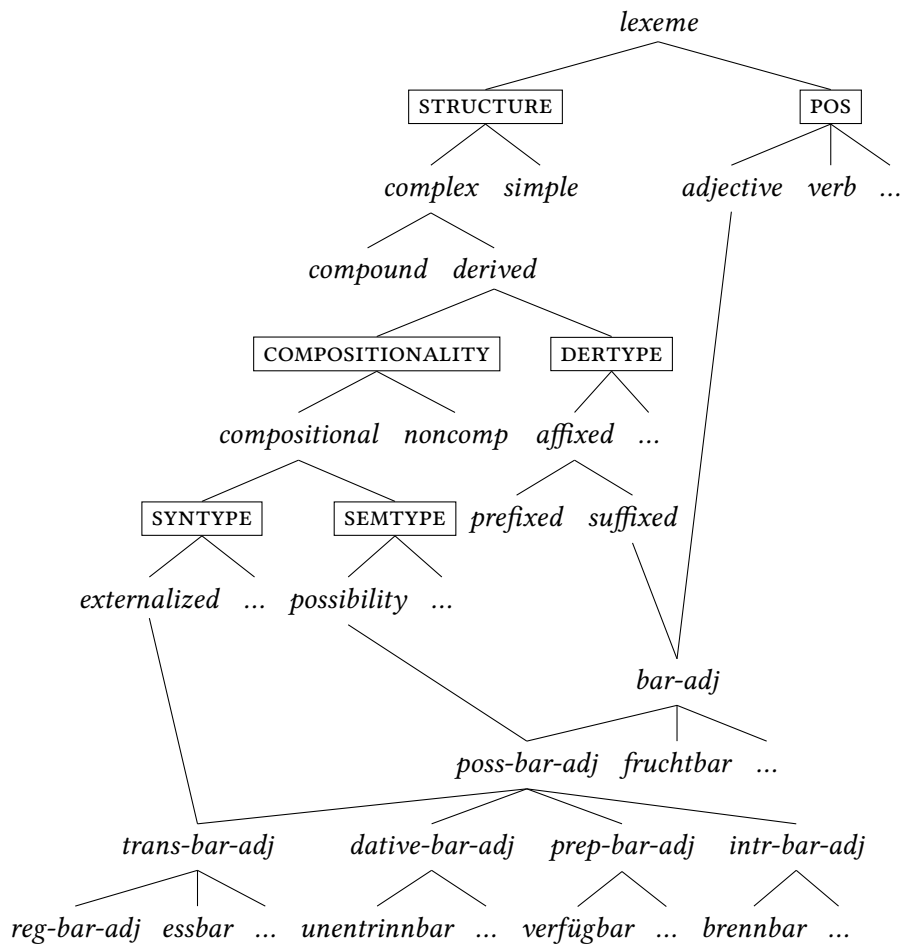 lexeme
STRUCTURE POS
complex simple adjective verb ...
compound derived
COMPOSITIONALITY DERTYPE
compositional noncomp affixed ...
SYNTYPE SEMTYPE prefixed suffixed
externalized ... possibility ...
bar-adj
poss-bar-adj fruchtbar ...
trans-bar-adj dative-bar-adj prep-bar-adj intr-bar-adj
reg-bar-adj essbar ... unentrinnbar ... verfügbar ... brennbar ...